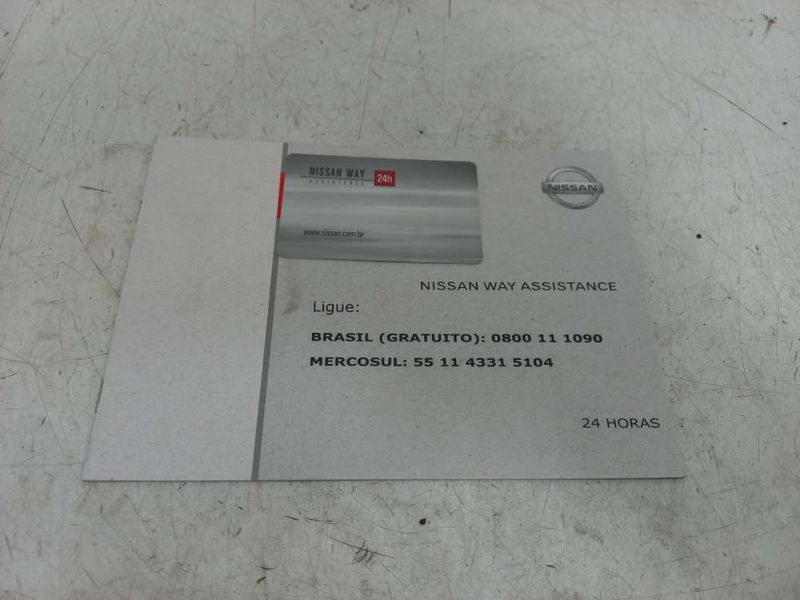 NISSAN WAY
ASSISTANCE
24h
www.nissan.com.br
NISSAN
NISSAN WAY ASSISTANCE
Ligue:
BRASIL (GRATUITO): 0800 11 1090
MERCOSUL: 55 11 4331 5104
24 HORAS